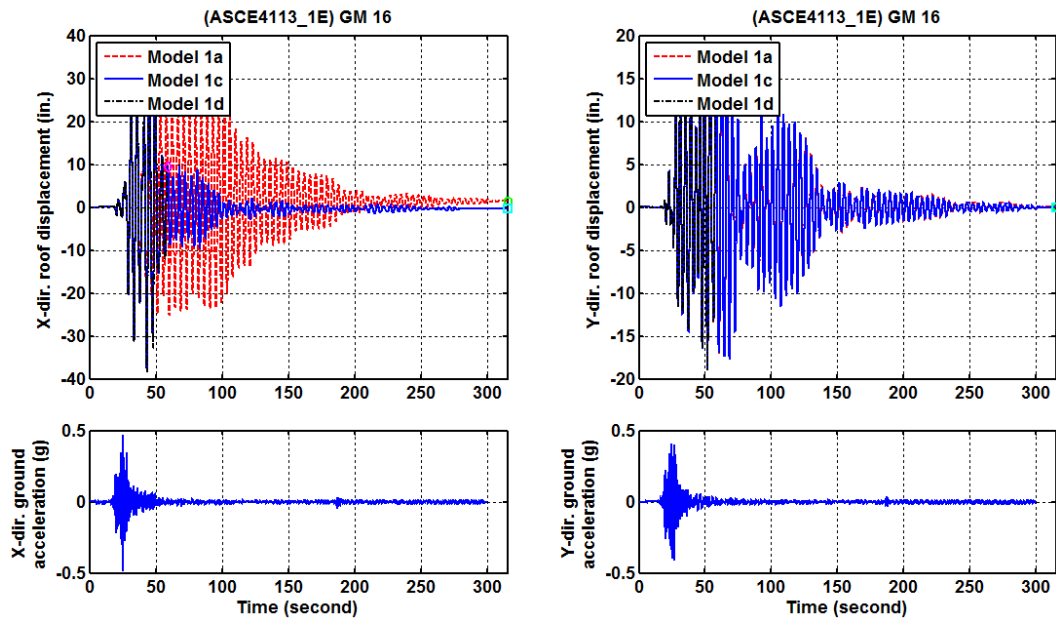 (ASCE4113_1E) GM 16
X-dir. roof displacement (in.)
40
30
20
10
0
-10
-20
-30
-40
Model 1a
Model 1c
Model 1d
0 50 100 150 200 250 300
(ASCE4113_1E) GM 16
Y-dir. roof displacement (in.)
20
15
10
5
0
-5
-10
-15
-20
Model 1a
Model 1c
Model 1d
0 50 100 150 200 250 300
X-dir. ground
acceleration (g)
0.5
0
-0.5
0 50 100 150 200 250 300
Time (second)
Y-dir. ground
acceleration (g)
0.5
0
-0.5
0 50 100 150 200 250 300
Time (second)